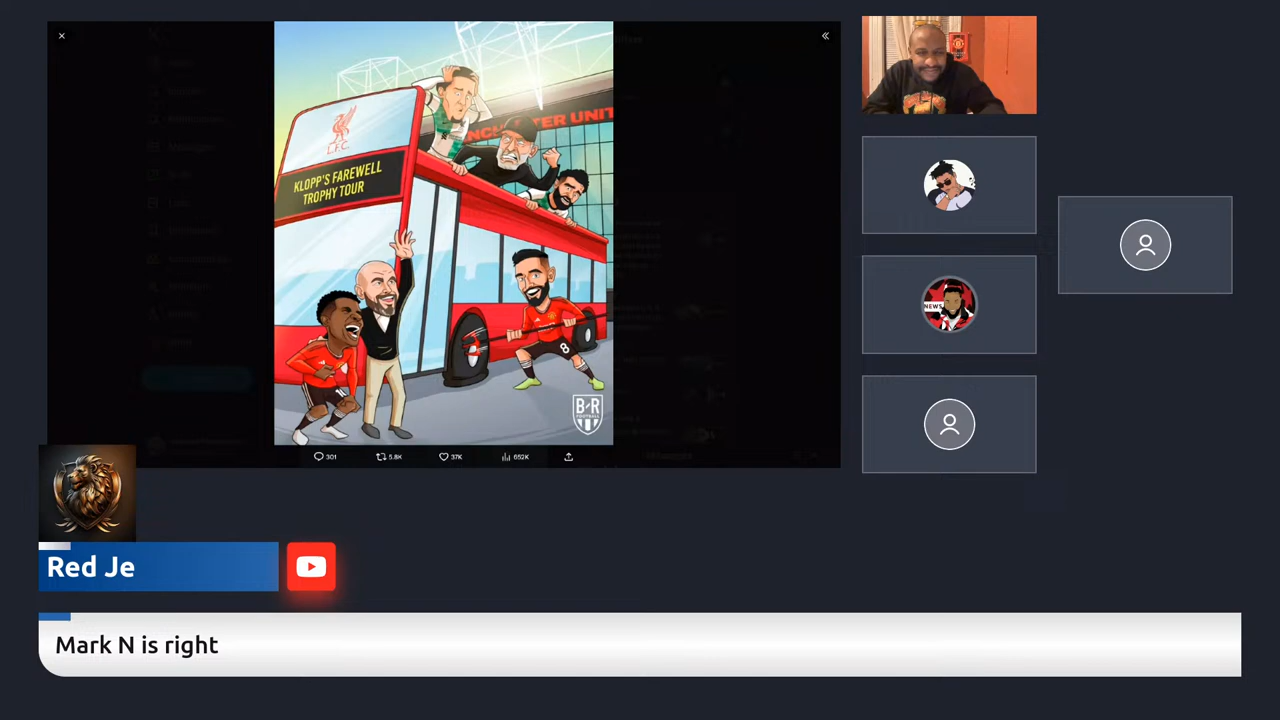 L.F.C.
KLOPP'S FAREWELL
TROPHY TOUR
NCHESTER UNIT
10
8
B/R
FOOTBALL
301
5.8K
37K
652K
NEWS
Red Je
Mark N is right